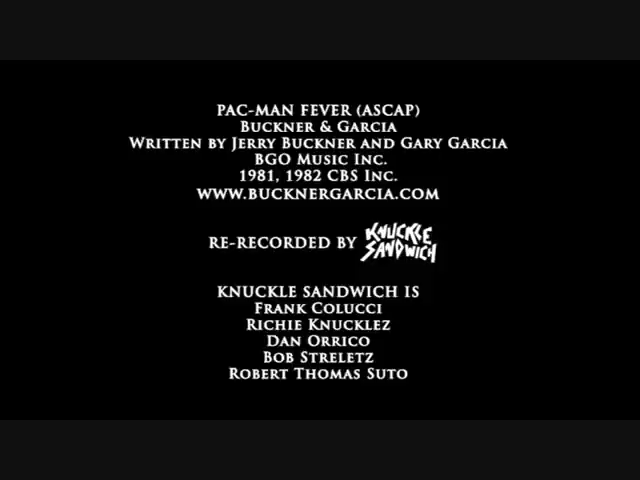 PAC-MAN FEVER (ASCAP)
BUCKNER & GARCIA
WRITTEN BY JERRY BUCKNER AND GARY GARCIA
BGO MUSIC INC.
1981, 1982 CBS INC.
WWW.BUCKNERGARCIA.COM
RE-RECORDED BY KNUCKLE SANDWICH
KNUCKLE SANDWICH IS
FRANK COLUCCI
RICHIE KNUCKLEZ
DAN ORRICO
BOB STRELETZ
ROBERT THOMAS SUTO